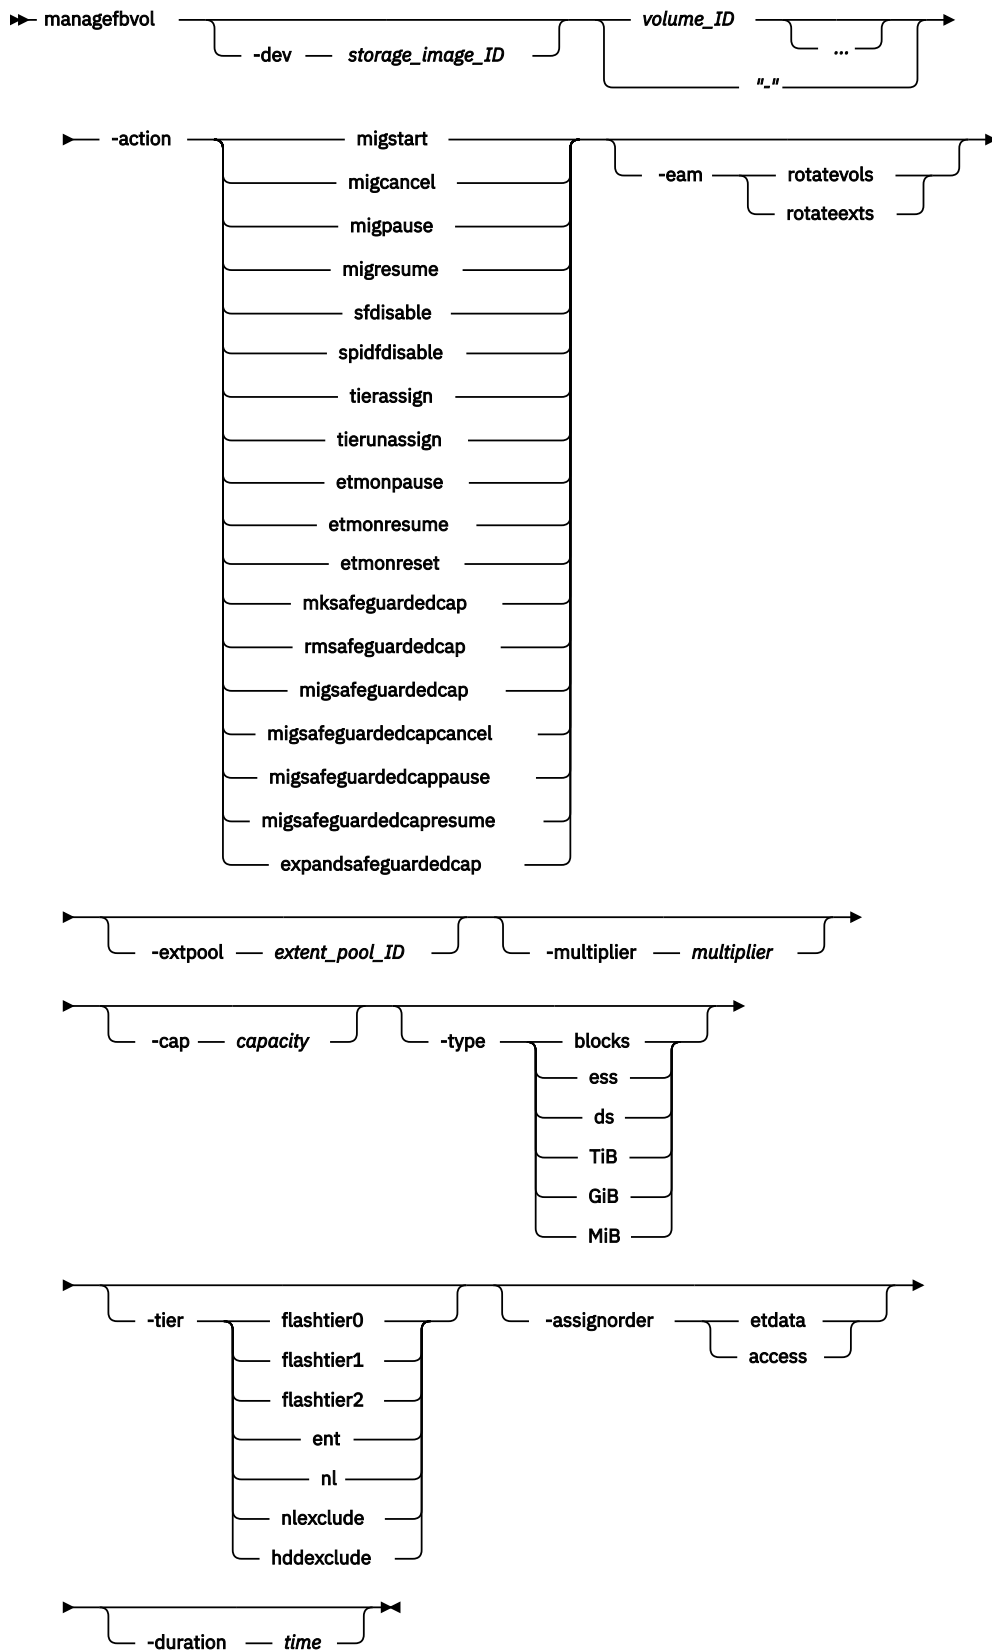 managefbvol -dev storage_image_ID volume_ID ... "-"
-action migstart -eam rotatevols
migcancel rotateexts
migpause
migresume
sfdisable
spidfdisable
tierassign
tierunassign
etmonpause
etmonresume
etmonreset
mksafeguardedcap
rmsafeguardedcap
migsafeguardedcap
migsafeguardedcapcancel
migsafeguardedcappause
migsafeguardedcapresume
expandsafeguardedcap
-extpool extent_pool_ID -multiplier multiplier
-cap capacity -type blocks
ess
ds
TiB
GiB
MiB
-tier flashtier0 -assignorder etdata
flashtier1 access
flashtier2
ent
nl
nlexclude
hddexclude
-duration time